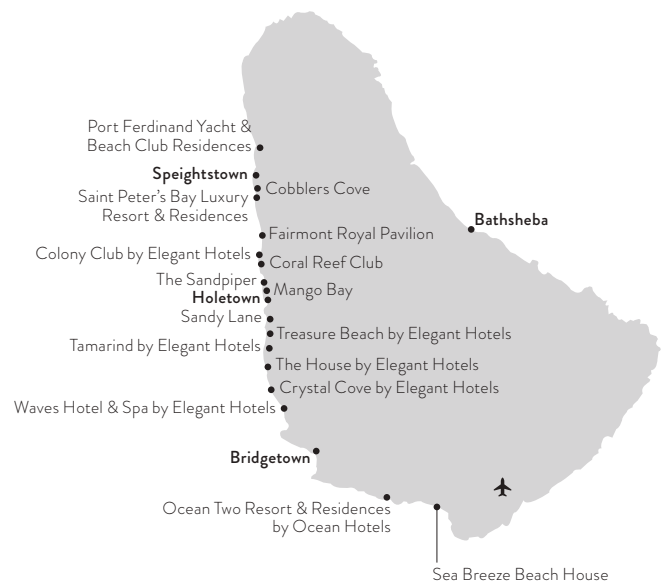 Port Ferdinand Yacht &
Beach Club Residences
Speightstown
Cobblers Cove
Saint Peter's Bay Luxury
Resort & Residences
Bathsheba
Fairmont Royal Pavilion
Colony Club by Elegant Hotels
Coral Reef Club
The Sandpiper
Mango Bay
Holetown
Sandy Lane
Treasure Beach by Elegant Hotels
Tamarind by Elegant Hotels
The House by Elegant Hotels
Crystal Cove by Elegant Hotels
Waves Hotel & Spa by Elegant Hotels
Bridgetown
Ocean Two Resort & Residences
by Ocean Hotels
Sea Breeze Beach House